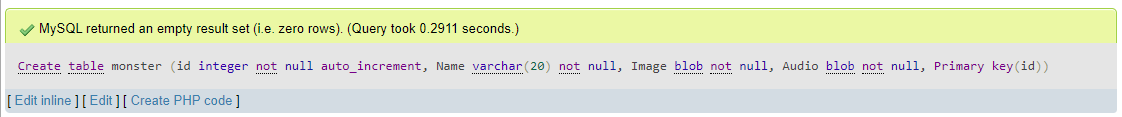 MySQL returned an empty result set (i.e. zero rows). (Query took 0.2911 seconds.)
Create table monster (id integer not null auto_increment, Name varchar(20) not null, Image blob not null, Audio blob not null, Primary key(id))
[ Edit inline ] [ Edit ] [ Create PHP code ]